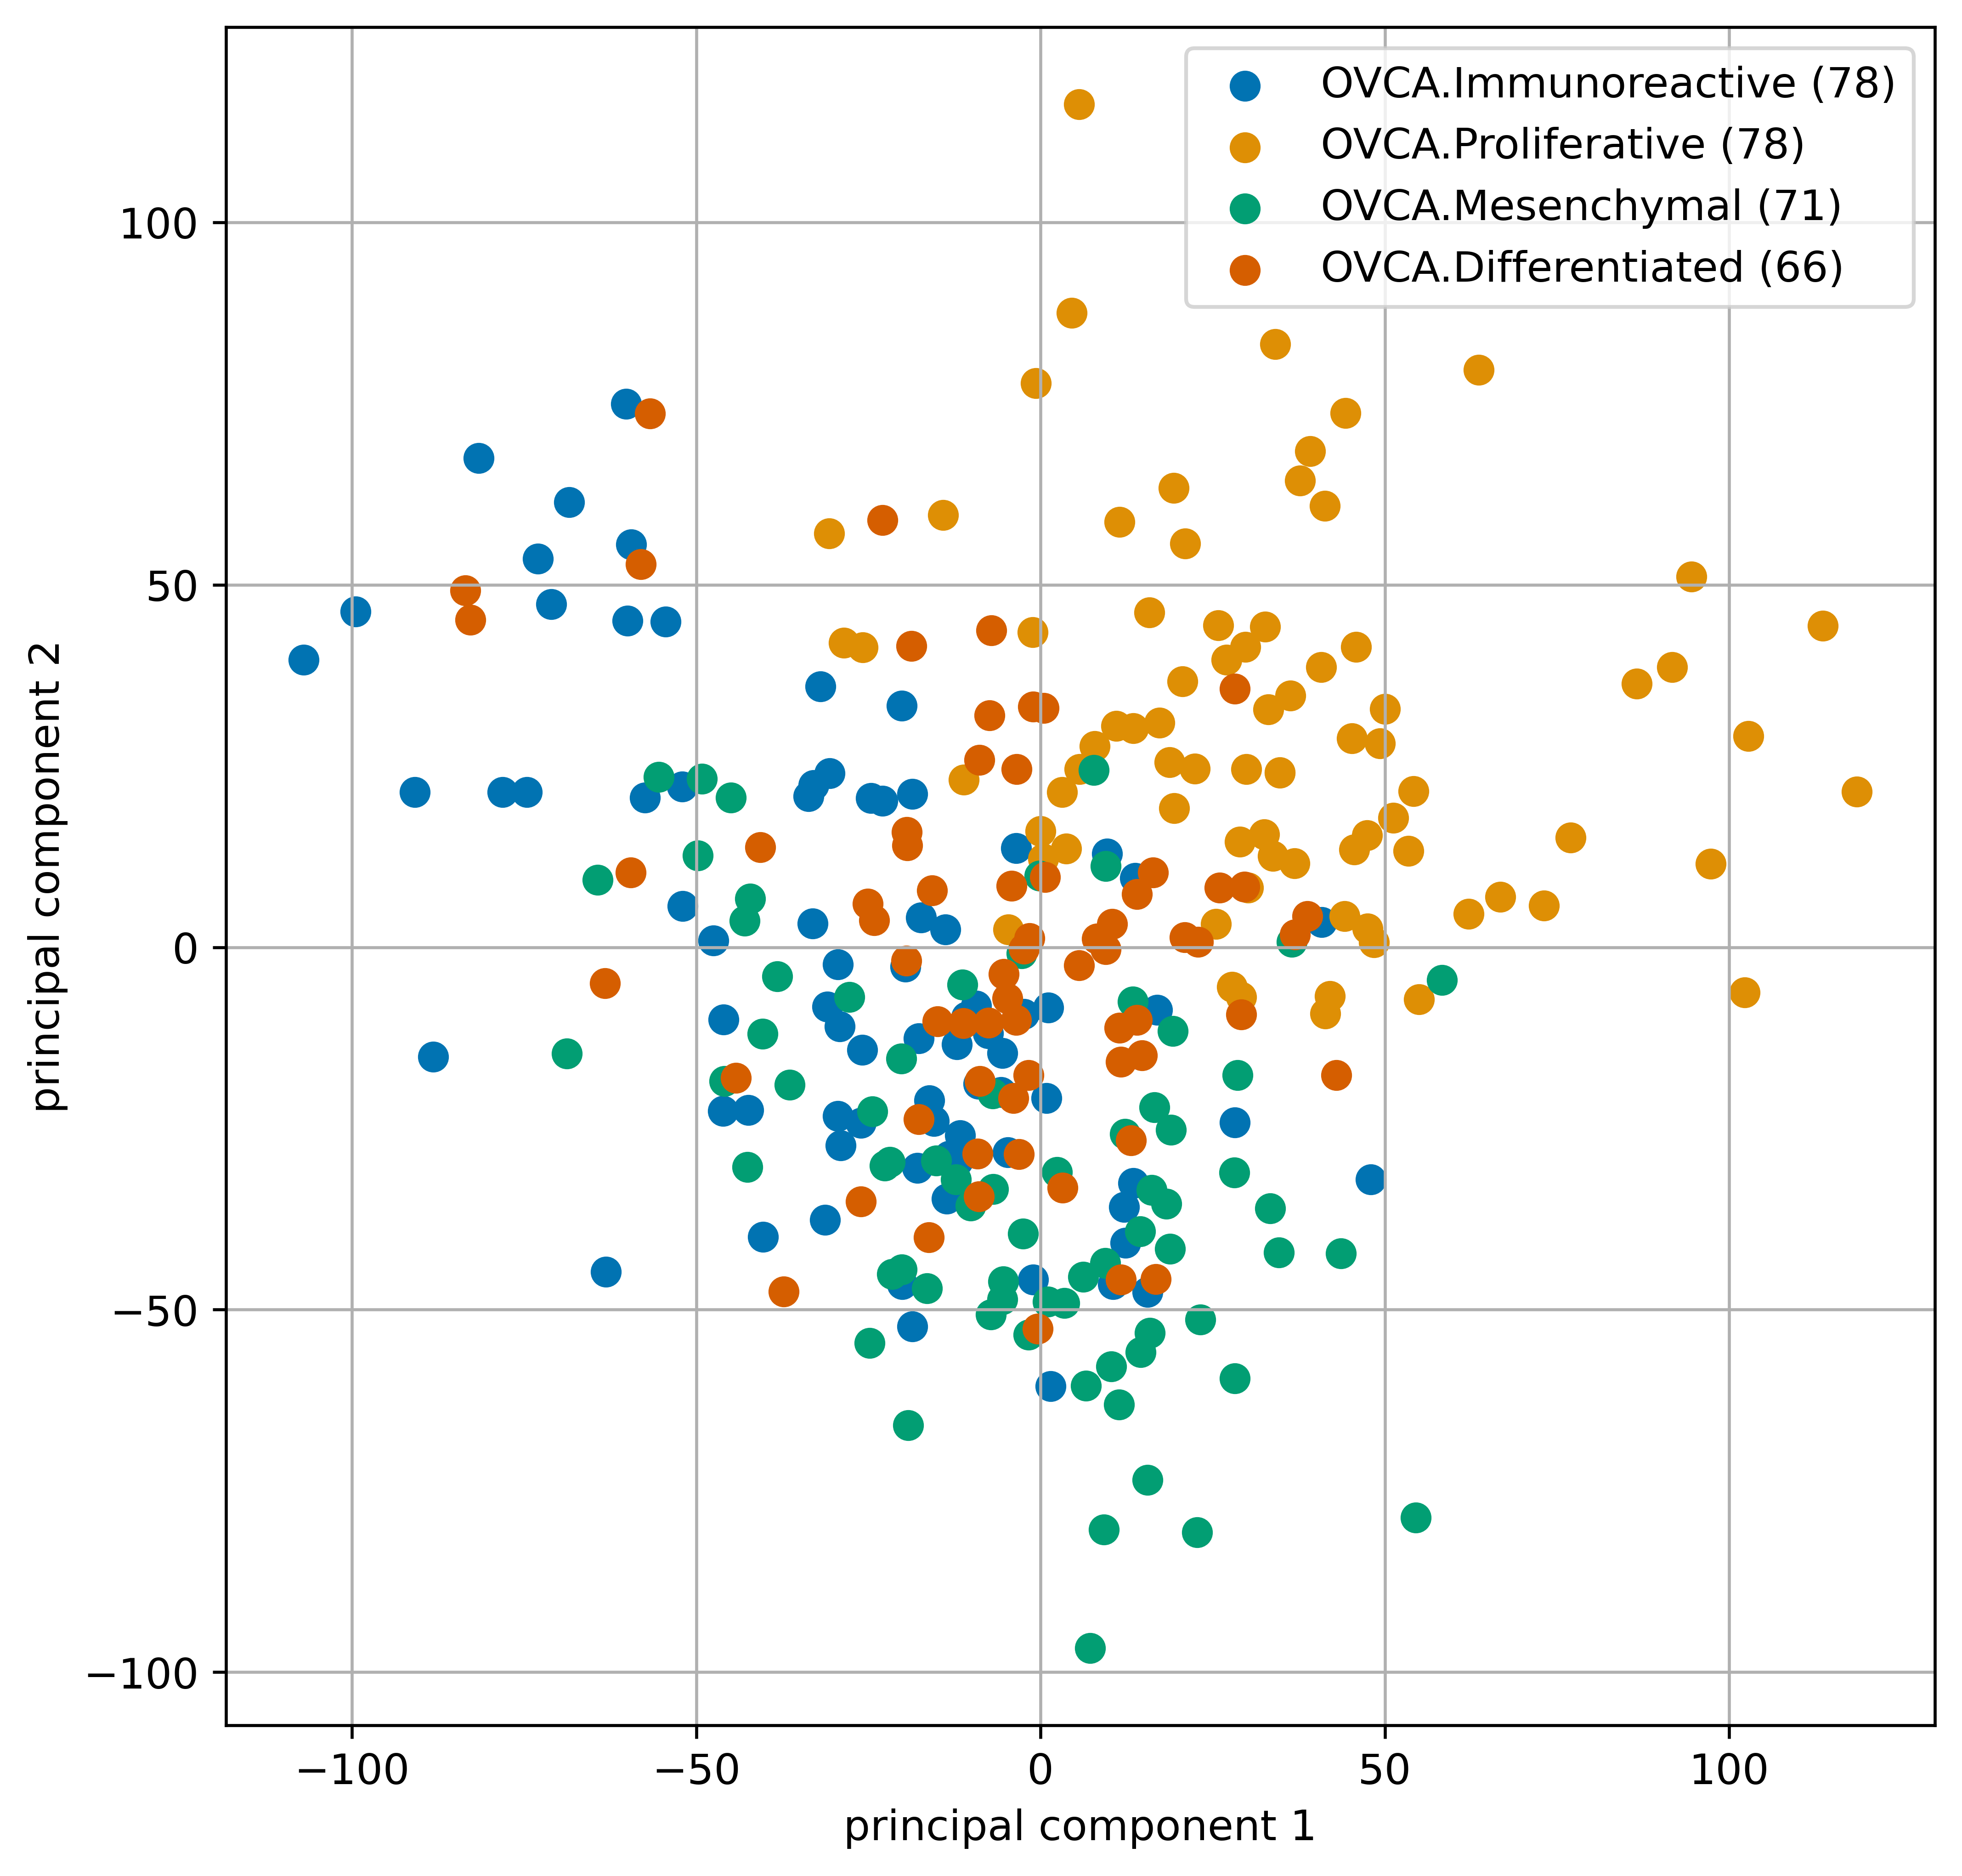 OVCA.Immunoreactive (78)
OVCA.Proliferative (78)
OVCA.Mesenchymal (71)
OVCA.Differentiated (66)
100
50
0
−50
−100
principal component 2
−100 −50 0 50 100
principal component 1